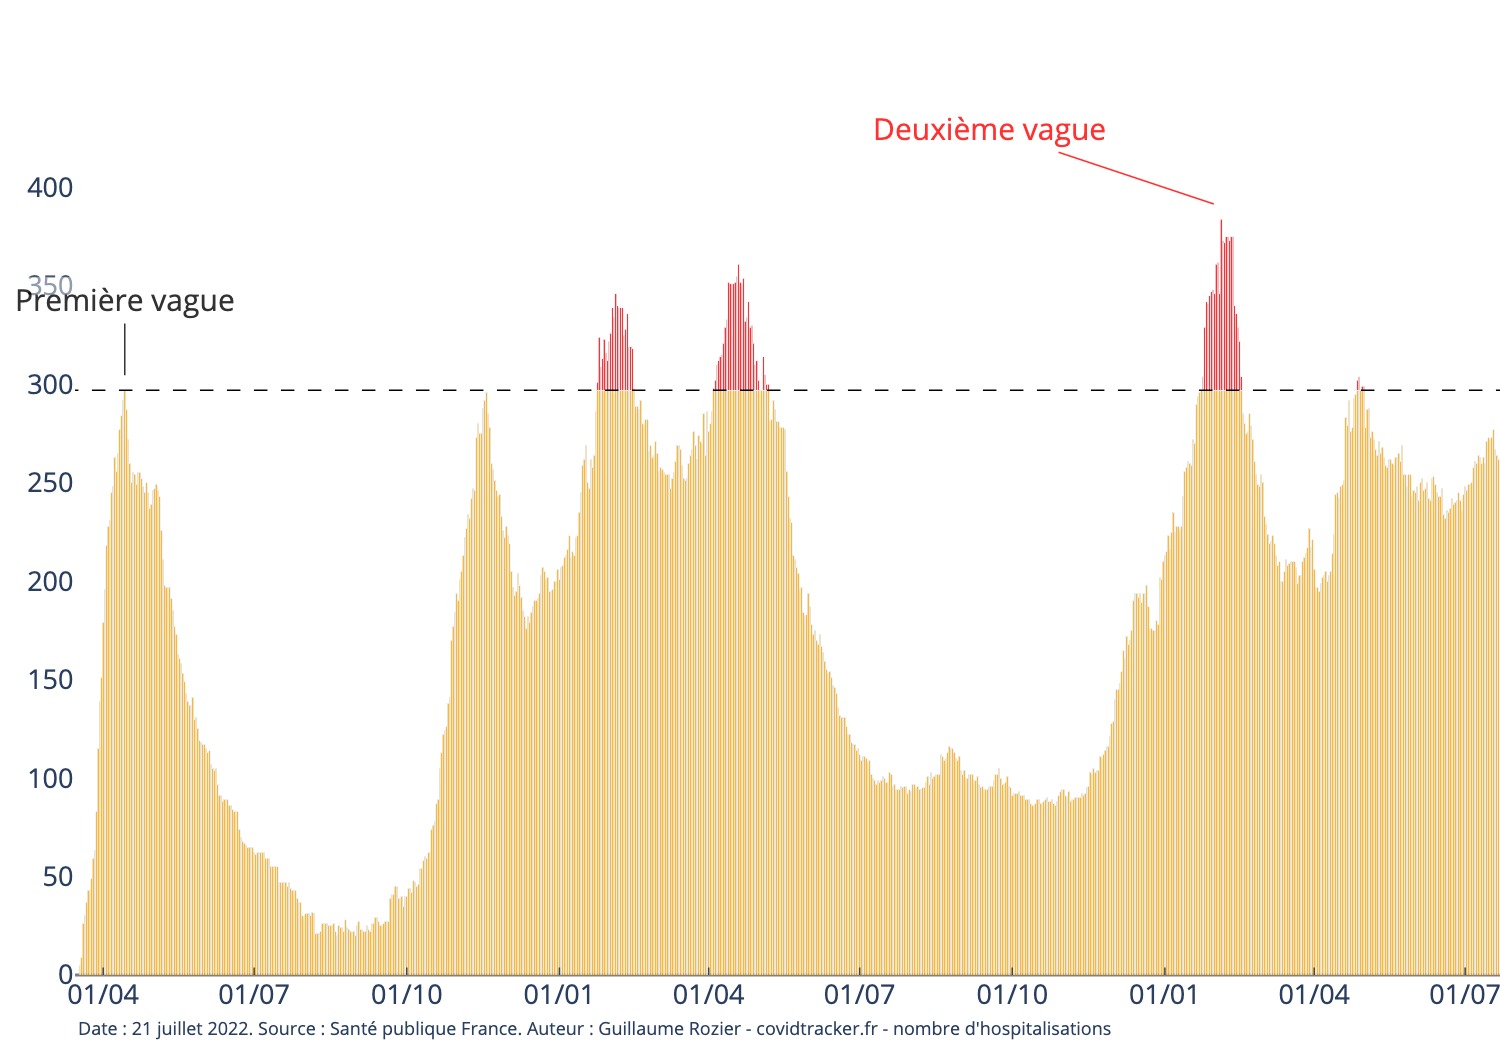 Deuxième vague
400
350
Première vague
300
250
200
150
100
50
0
01/04 01/07 01/10 01/01 01/04 01/07 01/10 01/01 01/04 01/07
Date : 21 juillet 2022. Source : Santé publique France. Auteur : Guillaume Rozier - covidtracker.fr - nombre d'hospitalisations